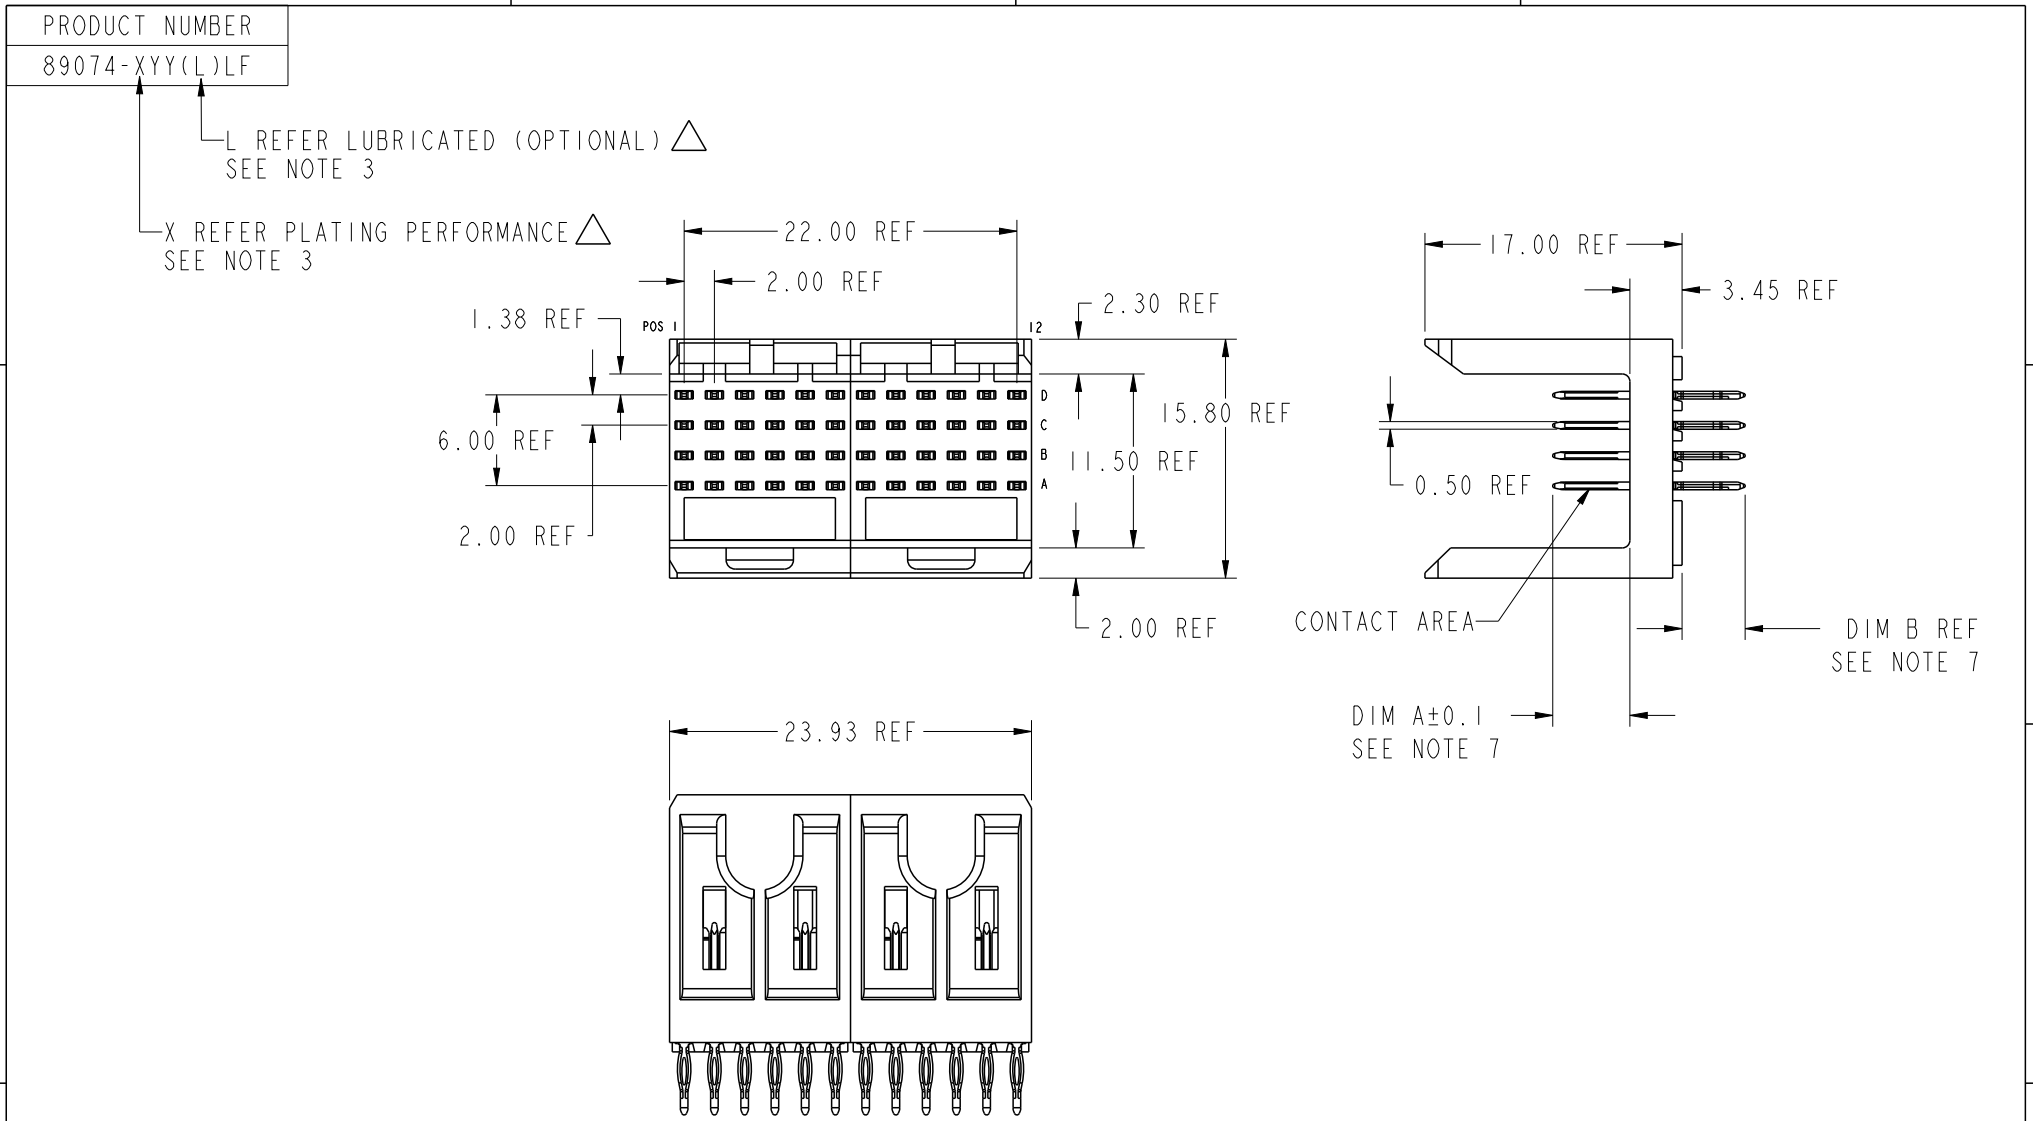 PRODUCT NUMBER
89074-XYY(L)LF
L REFER LUBRICATED (OPTIONAL)
SEE NOTE 3
X REFER PLATING PERFORMANCE
SEE NOTE 3
22.00 REF
2.00 REF
1.38 REF
POS 1
12
2.30 REF
D
C
B
A
6.00 REF
2.00 REF
15.80 REF
11.50 REF
2.00 REF
17.00 REF
3.45 REF
0.50 REF
CONTACT AREA
DIM B REF
SEE NOTE 7
DIM A±0.1
SEE NOTE 7
23.93 REF